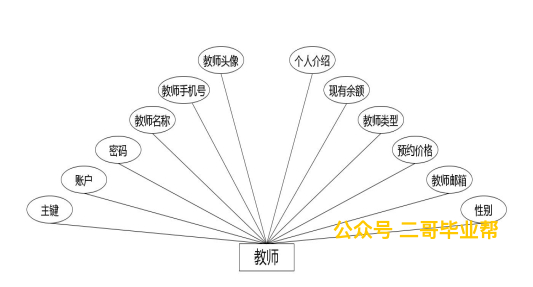 教师头像
个人介绍
教师手机号
现有余额
教师名称
教师类型
密码
预约价格
账户
教师邮箱
主键
性别
公众号 二哥毕业帮
教师